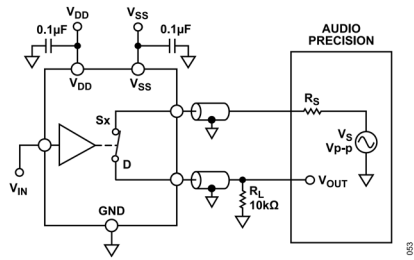 VDD
VSS
0.1µF
0.1µF
AUDIO
PRECISION
VDD
VSS
RS
Sx
VS
Vp-p
D
VOUT
VIN
RL
10kΩ
GND
053